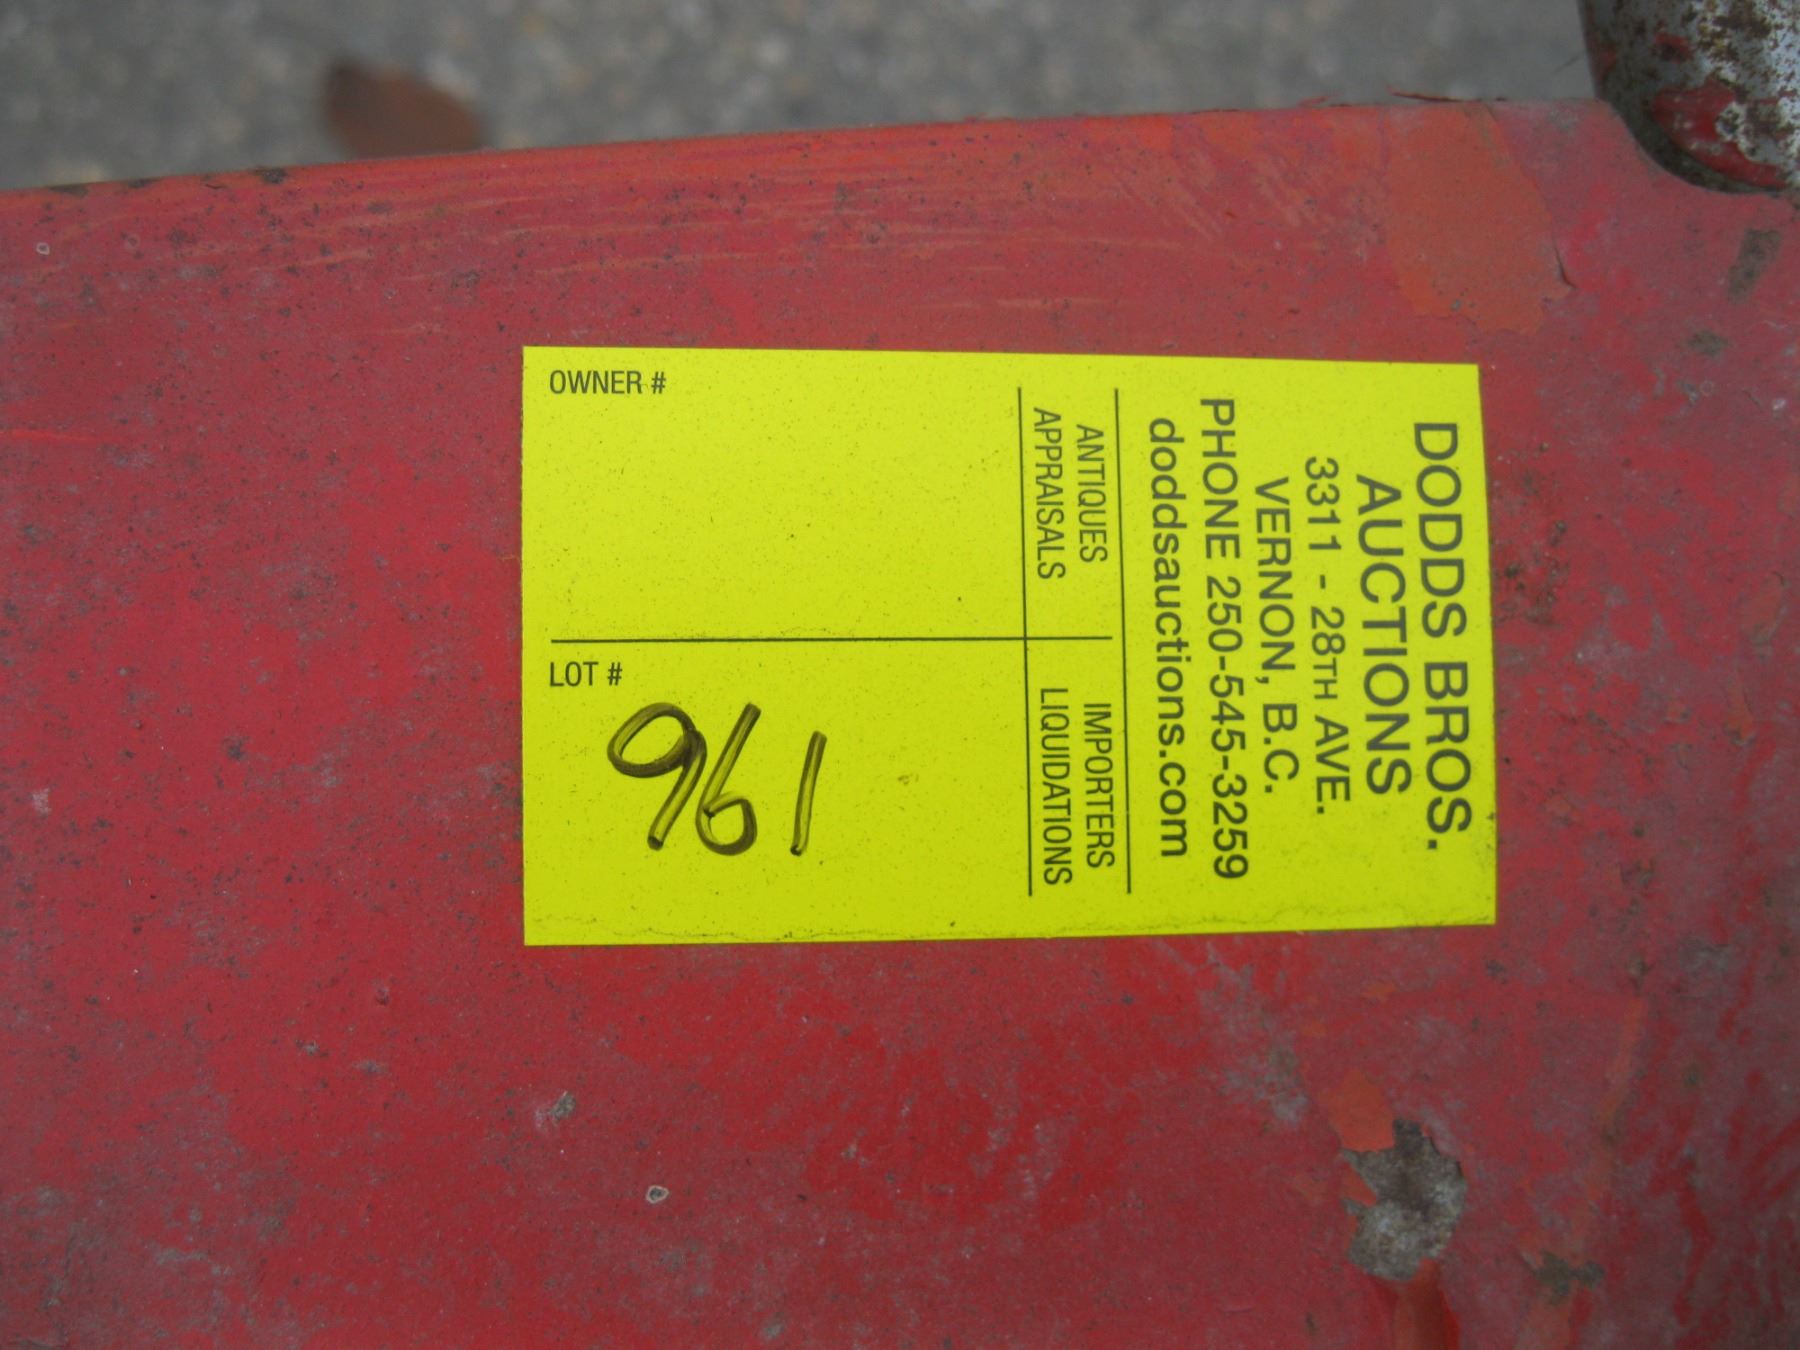 DODDS BROS.
AUCTIONS
3311 - 28TH AVE.
VERNON, B.C.
PHONE 250-545-3259
doddsauctions.com
ANTIQUES IMPORTERS
APPRAISALS LIQUIDATIONS
OWNER #
LOT #
961